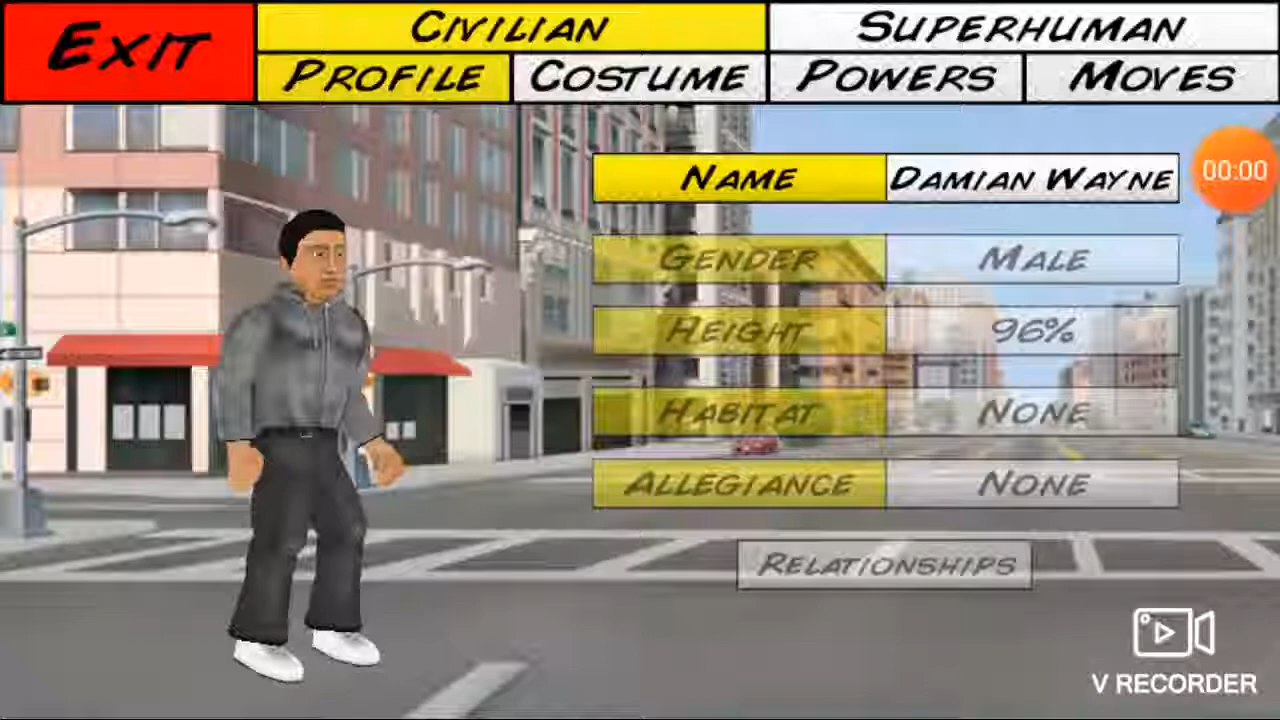 EXIT
CIVILIAN
SUPERHUMAN
PROFILE
COSTUME
POWERS
MOVES
NAME
DAMIAN WAYNE
00:00
GENDER
MALE
HEIGHT
96%
HABITAT
NONE
ALLEGIANCE
NONE
RELATIONSHIPS
V RECORDER